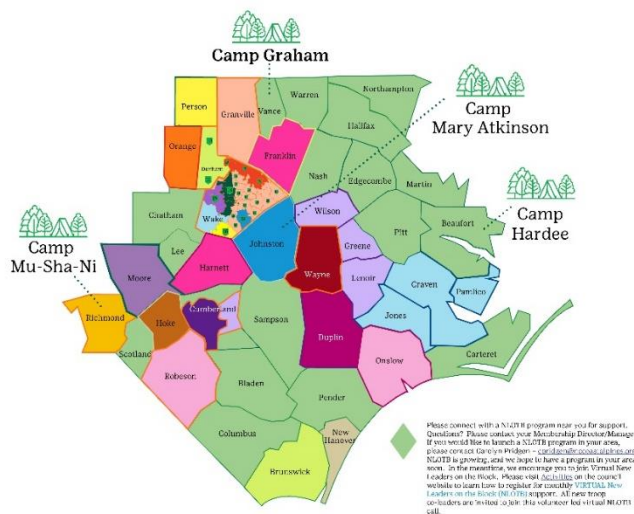 Camp Graham
Camp
Mary Atkinson
Camp
Hardee
Camp
Mu-Sha-Ni
Person
Granville
Vance
Warren
Northampton
Halifax
Orange
Durham
Franklin
Nash
Edgecombe
Martin
Chatham
Wake
Wilson
Pitt
Beaufort
Lee
Johnston
Greene
Moore
Harnett
Wayne
Lenoir
Craven
Pamlico
Richmond
Hoke
Cumberland
Sampson
Duplin
Jones
Carteret
Scotland
Robeson
Bladen
Onslow
Pender
Columbus
New
Hanover
Brunswick
Please connect with a NLOTB program near you for support.
Questions? Please contact your Membership Director/Manager
If you would like to launch a NLOTB program in your area,
please contact Carolyn Pridgen –
NLOTB is growing, and we hope to have a program in your area
soon. In the meantime, we encourage you to join Virtual New
Leaders on the Block. Please visit Activities on the council
website to learn how to register for monthly VIRTUAL New
Leaders on the Block (NLOTB) support. All new troop
co-leaders are invited to join this volunteer led virtual NLOTB
call.